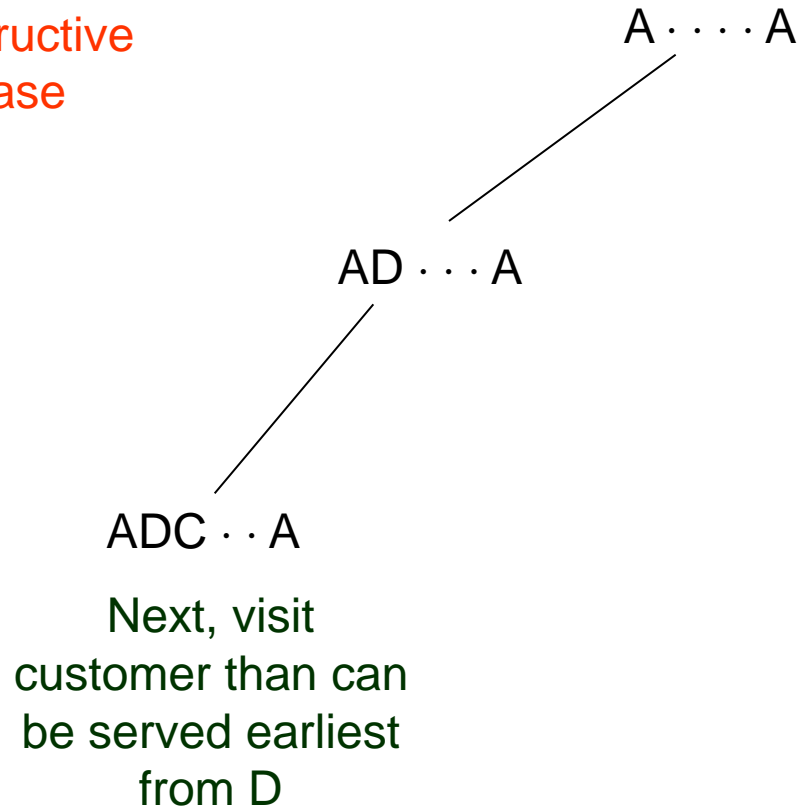 ructive
ase
A · · · · A
AD · · · A
ADC · · A
Next, visit
customer than can
be served earliest
from D